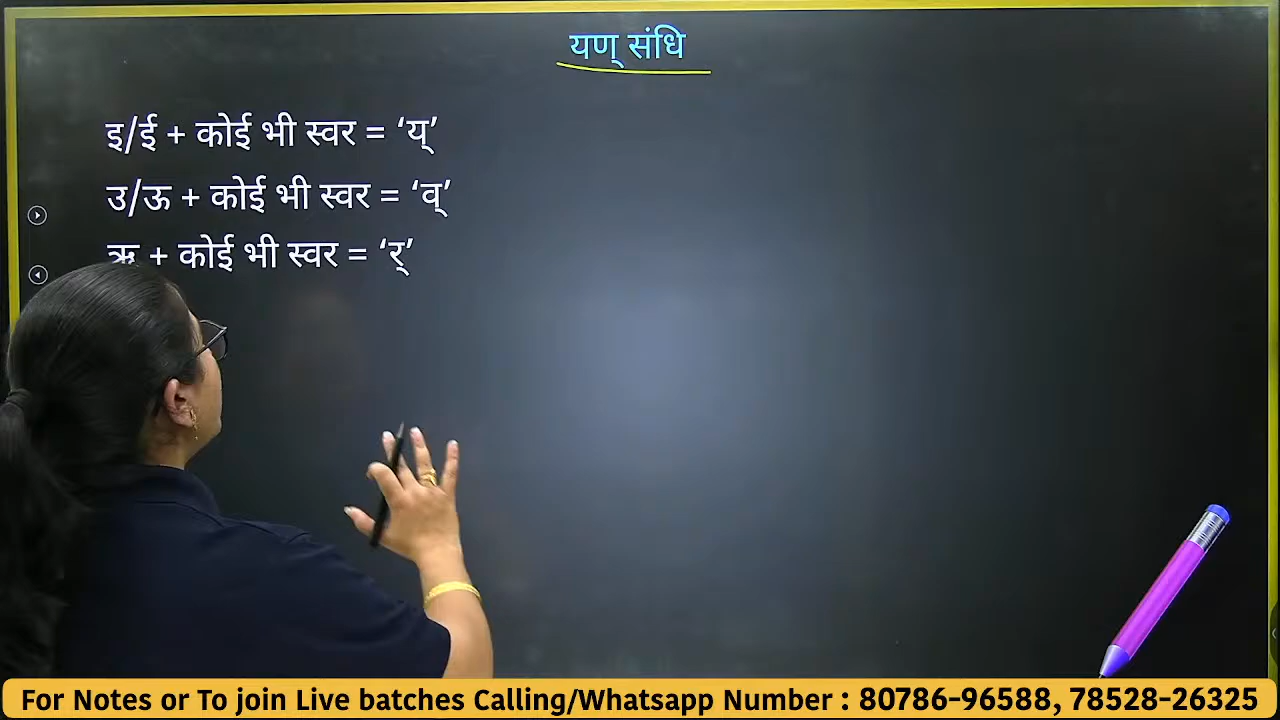 यण् संधि
इ/ई + कोई भी स्वर = ‘य्’
उ/ऊ + कोई भी स्वर = ‘व्’
ऋ + कोई भी स्वर = ‘र्’
For Notes or To join Live batches Calling/Whatsapp Number : 80786-96588, 78528-26325